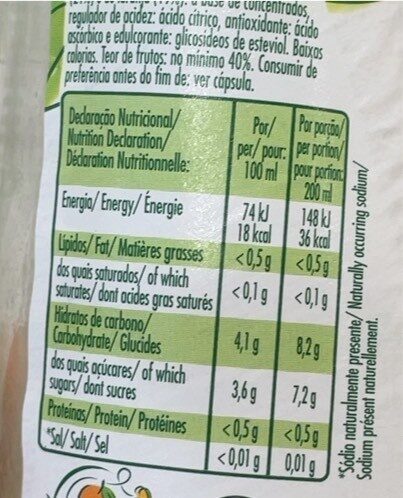 base de concentrados,
regulador de acidez: ácido cítrico, antioxidante: ácido
ascórbico e edulcorante: glicosídeos de esteviol. Baixas
calorias. Teor de frutos: no mínimo 40%. Consumir de
preferência antes do fim de: ver cápsula.
Declaração Nutricional/
Nutrition Declaration/
Déclaration Nutritionnelle:
Por/
per/ pour:
100 ml
Por porção/
per portion/
pour portion:
200 ml
Energia/ Energy/ Énergie
74 kJ
18 kcal
148 kJ
36 kcal
Lípidos/ Fat/ Matières grasses
<0,5 g
<0,5 g
dos quais saturados/ of which
saturates/ dont acides gras saturés
<0,1 g
<0,1 g
Hidratos de carbono/
Carbohydrate/ Glucides
4,1 g
8,2 g
dos quais açúcares/ of which
sugars/ dont sucres
3,6 g
7,2 g
Proteínas/ Protein/ Protéines
<0,5 g
<0,5 g
*Sal/ Salt/ Sel
<0,01 g
0,01 g
*Sódio naturalmente presente/ Naturally occurring sodium/
Sodium présent naturellement.